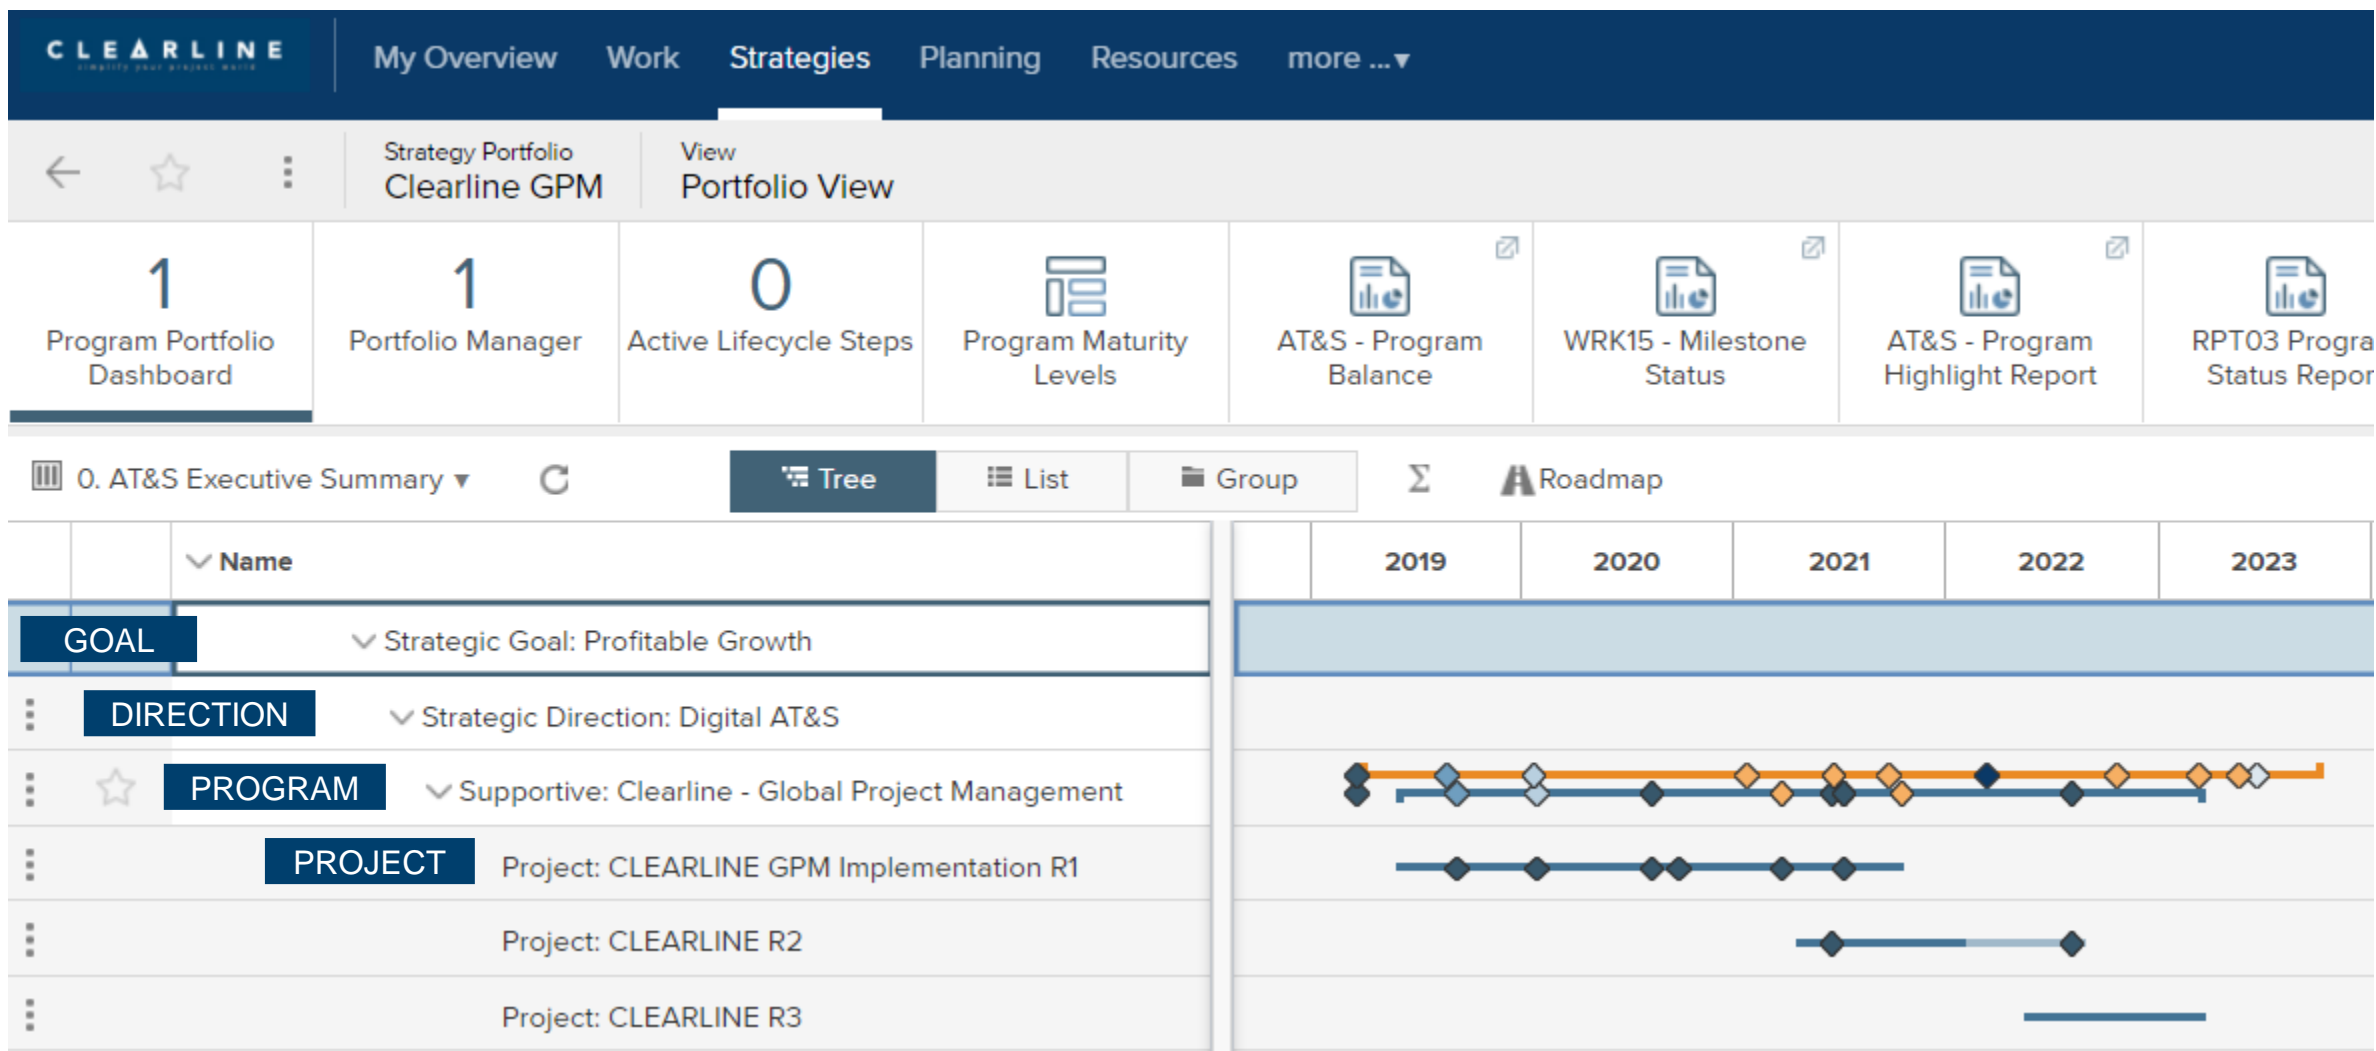 CLEARLINE
simplify your project world
My Overview Work Strategies Planning Resources more ...▾
Strategy Portfolio
Clearline GPM
View
Portfolio View
1
Program Portfolio
Dashboard
1
Portfolio Manager
0
Active Lifecycle Steps
Program Maturity
Levels
AT&S - Program
Balance
WRK15 - Milestone
Status
AT&S - Program
Highlight Report
RPT03 Progra
Status Repor
0. AT&S Executive Summary ▾ Tree List Group Σ Roadmap
Name 2019 2020 2021 2022 2023
GOAL Strategic Goal: Profitable Growth
DIRECTION Strategic Direction: Digital AT&S
PROGRAM Supportive: Clearline - Global Project Management
PROJECT Project: CLEARLINE GPM Implementation R1
Project: CLEARLINE R2
Project: CLEARLINE R3